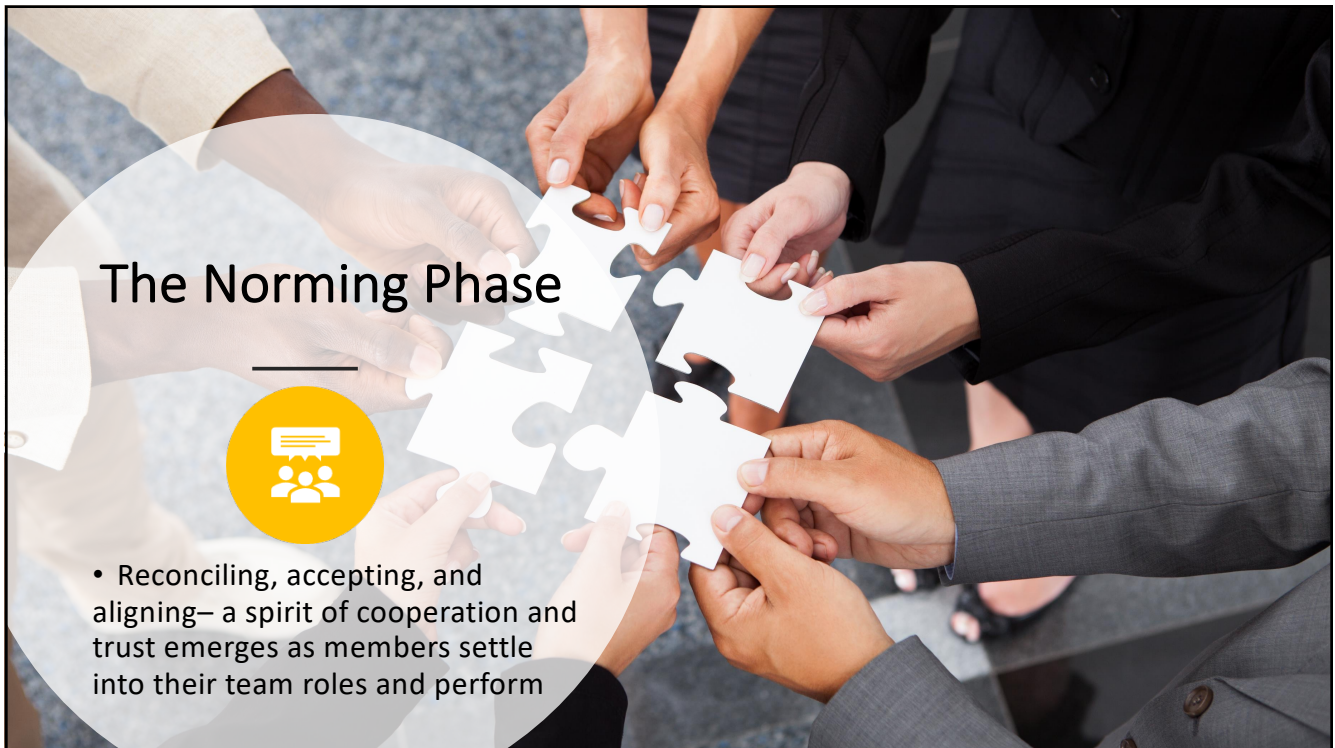 The Norming Phase
• Reconciling, accepting, and
aligning– a spirit of cooperation and
trust emerges as members settle
into their team roles and perform